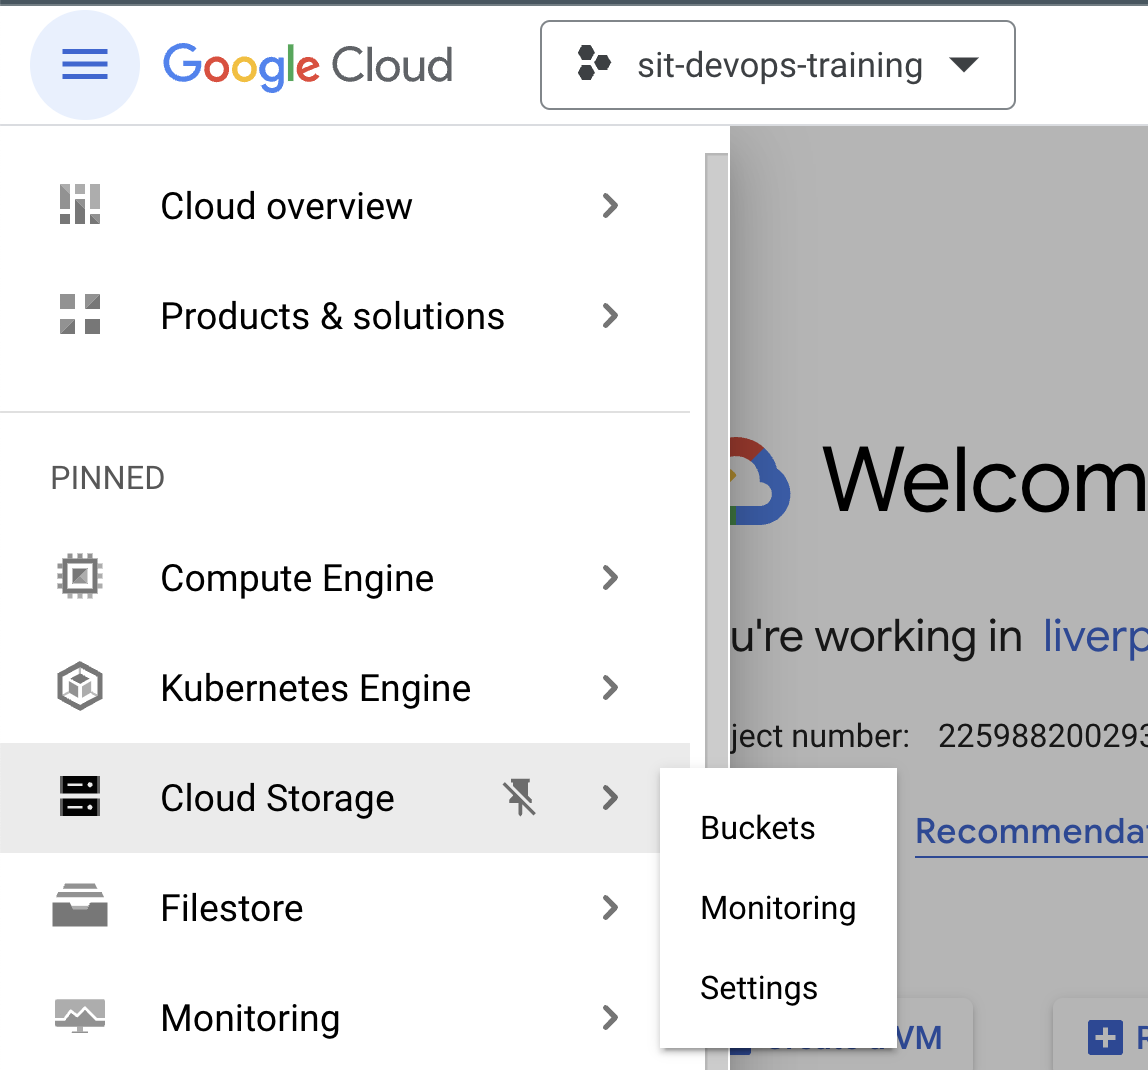 Google Cloud
sit-devops-training
Cloud overview
Products & solutions
PINNED
Compute Engine
Kubernetes Engine
Cloud Storage
Filestore
Monitoring
Buckets
Monitoring
Settings
Welcom
u're working in liverp
ject number: 22598820029
Recommenda
VM